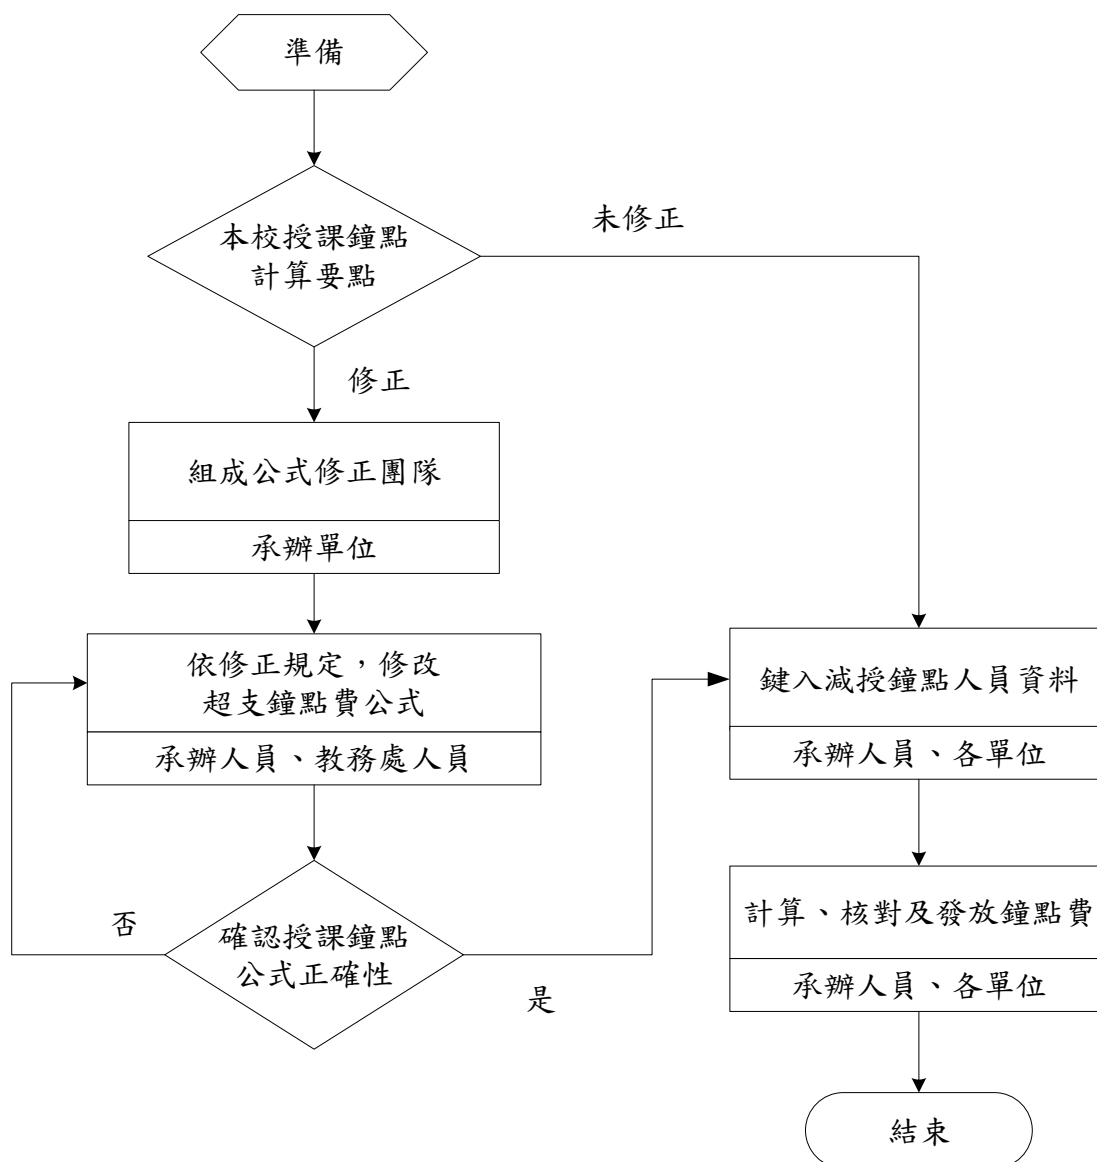 準備
本校授課鐘點
計算要點
未修正
修正
組成公式修正團隊
承辦單位
依修正規定，修改
超支鐘點費公式
承辦人員、教務處人員
否
確認授課鐘點
公式正確性
是
鍵入減授鐘點人員資料
承辦人員、各單位
計算、核對及發放鐘點費
承辦人員、各單位
結束